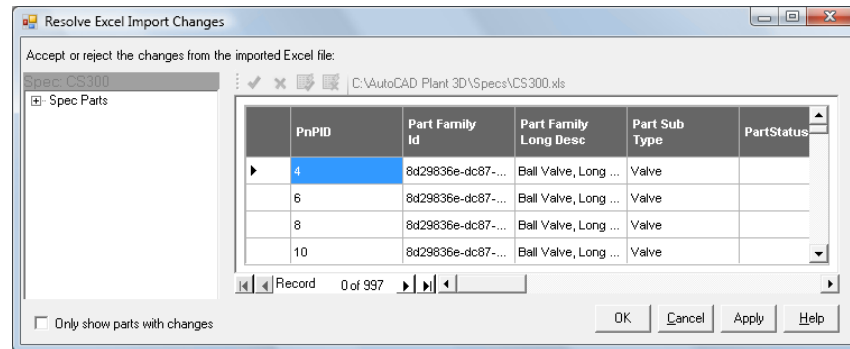 Resolve Excel Import Changes
Accept or reject the changes from the imported Excel file:
Spec: CS300
C:\AutoCAD Plant 3D\Specs\CS300.xls
Spec Parts
PnPID Part Family Id Part Family Long Desc Part Sub Type PartStatus
4 8d29836e-dc87-... Ball Valve, Long ... Valve
6 8d29836e-dc87-... Ball Valve, Long ... Valve
8 8d29836e-dc87-... Ball Valve, Long ... Valve
10 8d29836e-dc87-... Ball Valve, Long ... Valve
Record 0 of 997
Only show parts with changes
OK Cancel Apply Help